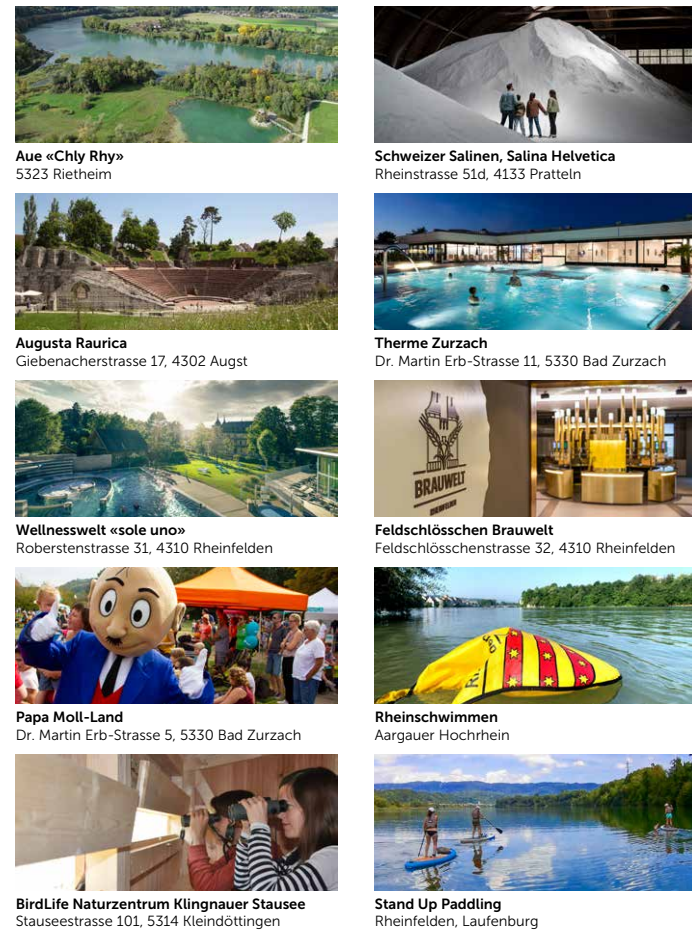 Aue «Chly Rhy»
5323 Rietheim
Schweizer Salinen, Salina Helvetica
Rheinstrasse 51d, 4133 Pratteln
Augusta Raurica
Giebenacherstrasse 17, 4302 Augst
Therme Zurzach
Dr. Martin Erb-Strasse 11, 5330 Bad Zurzach
BRAUWELT
RHEINFELDEN
Wellnesswelt «sole uno»
Roberstenstrasse 31, 4310 Rheinfelden
Feldschlösschen Brauwelt
Feldschlösschenstrasse 32, 4310 Rheinfelden
Papa Moll-Land
Dr. Martin Erb-Strasse 5, 5330 Bad Zurzach
Rheinschwimmen
Aargauer Hochrhein
BirdLife Naturzentrum Klingnauer Stausee
Stauseestrasse 101, 5314 Kleindöttingen
Stand Up Paddling
Rheinfelden, Laufenburg